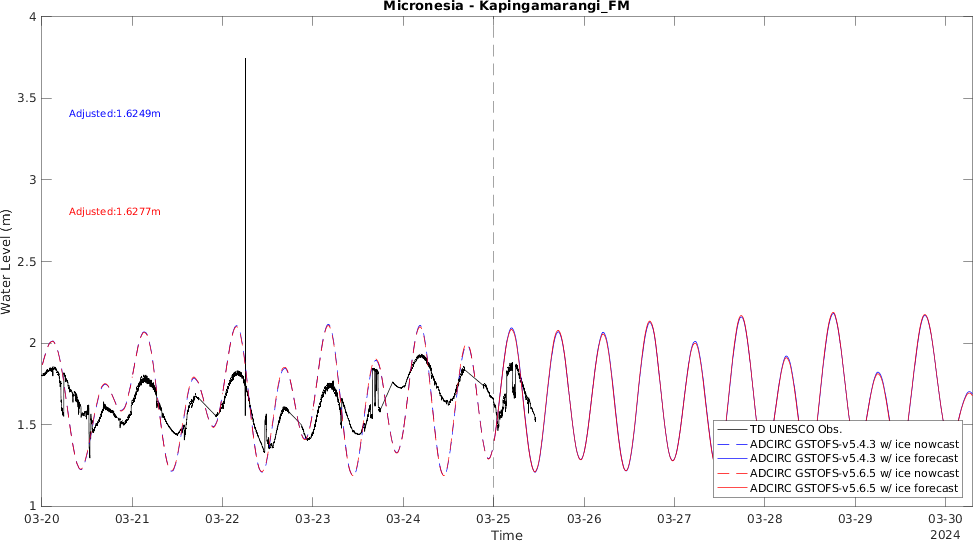 Micronesia - Kapingamarangi_FM
4
3.5
3
2.5
2
1.5
1
Water Level (m)
Adjusted:1.6249m
Adjusted:1.6277m
TD UNESCO Obs.
ADCIRC GSTOFS-v5.4.3 w/ ice nowcast
ADCIRC GSTOFS-v5.4.3 w/ ice forecast
ADCIRC GSTOFS-v5.6.5 w/ ice nowcast
ADCIRC GSTOFS-v5.6.5 w/ ice forecast
03-20 03-21 03-22 03-23 03-24 03-25 03-26 03-27 03-28 03-29 03-30
2024
Time